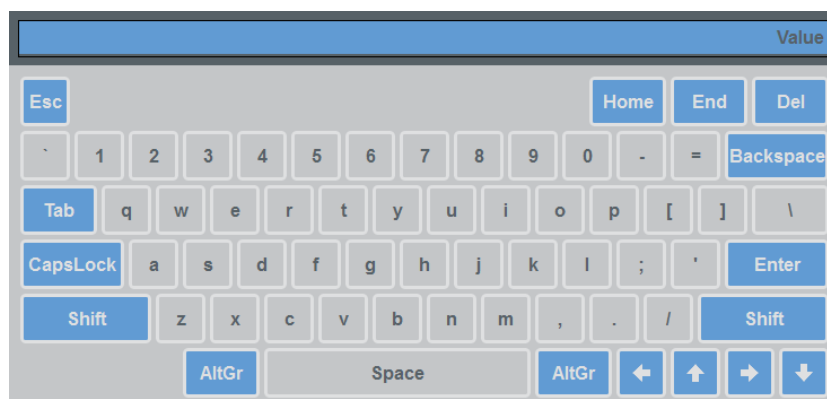 Value
Esc Home End Del
` 1 2 3 4 5 6 7 8 9 0 - = Backspace
Tab q w e r t y u i o p [ ] \
CapsLock a s d f g h j k l ; ' Enter
Shift z x c v b n m , . / Shift
AltGr Space AltGr ← ↑ → ↓